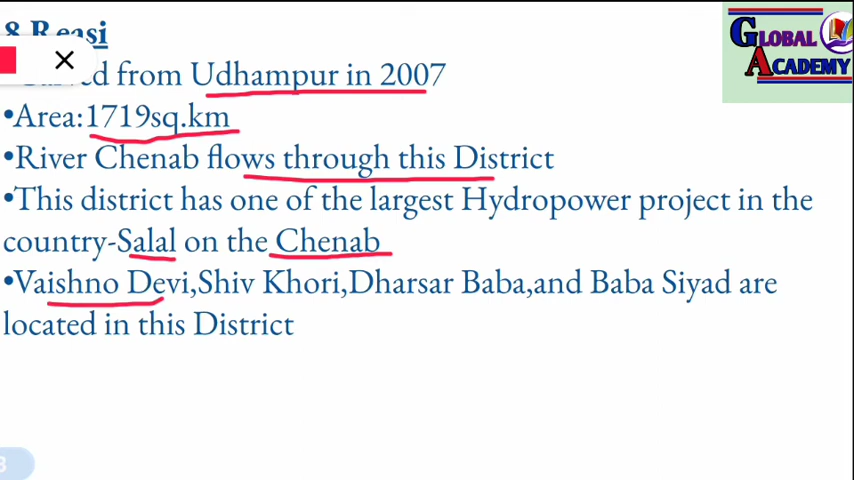 8.Reasi
from Udhampur in 2007
•Area:1719sq.km
•River Chenab flows through this District
•This district has one of the largest Hydropower project in the
country-Salal on the Chenab
•Vaishno Devi,Shiv Khori,Dharsar Baba,and Baba Siyad are
located in this District
GLOBAL
ACADEMY